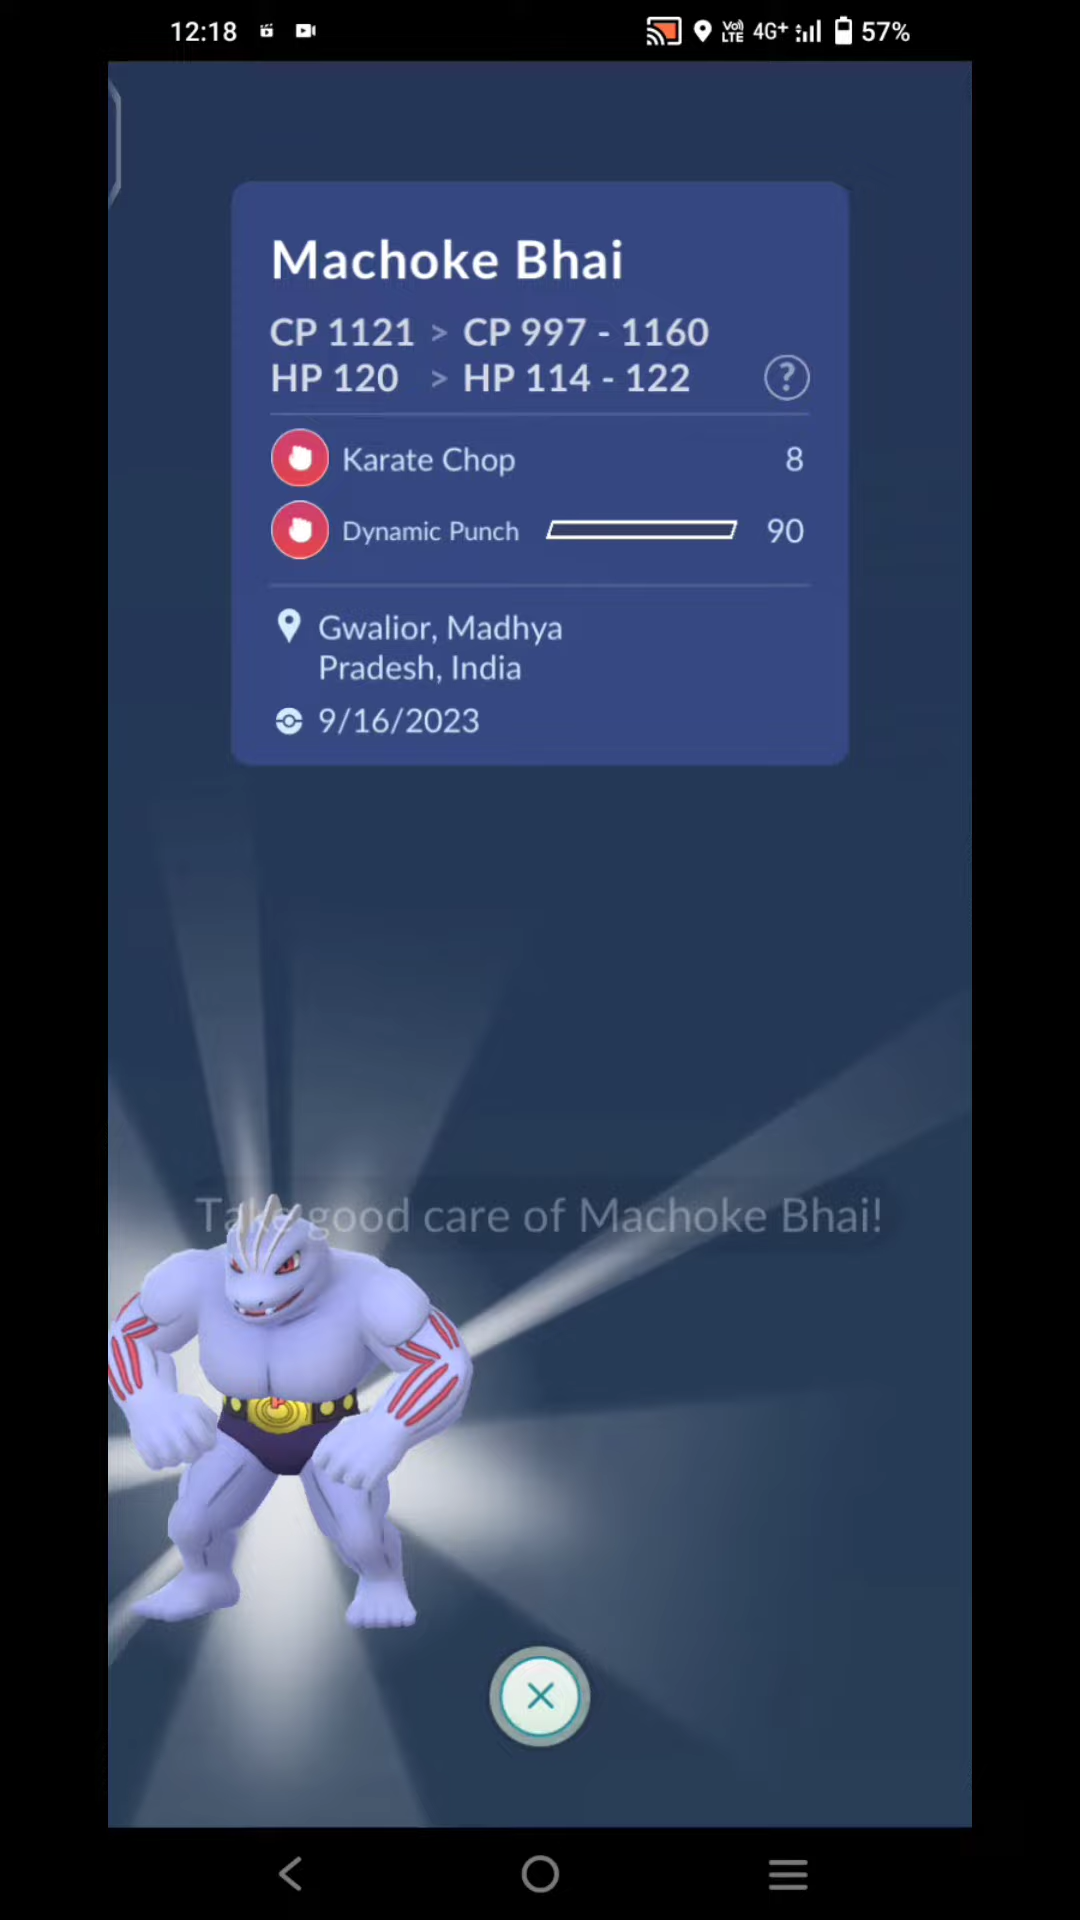 12:18 VoLTE 4G+ 57%
Machoke Bhai
CP 1121 > CP 997 - 1160
HP 120 > HP 114 - 122 ?
Karate Chop 8
Dynamic Punch 90
Gwalior, Madhya
Pradesh, India
9/16/2023
Take good care of Machoke Bhai!